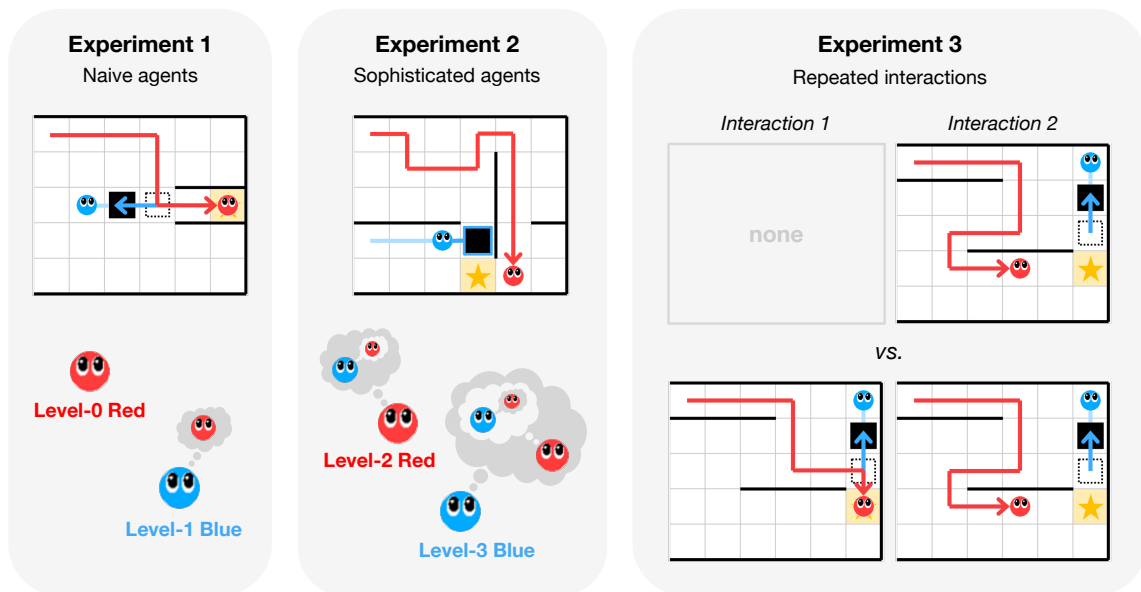 Experiment 1
Naive agents
Level-0 Red
Level-1 Blue
Experiment 2
Sophisticated agents
Level-2 Red
Level-3 Blue
Experiment 3
Repeated interactions
Interaction 1
Interaction 2
none
vs.